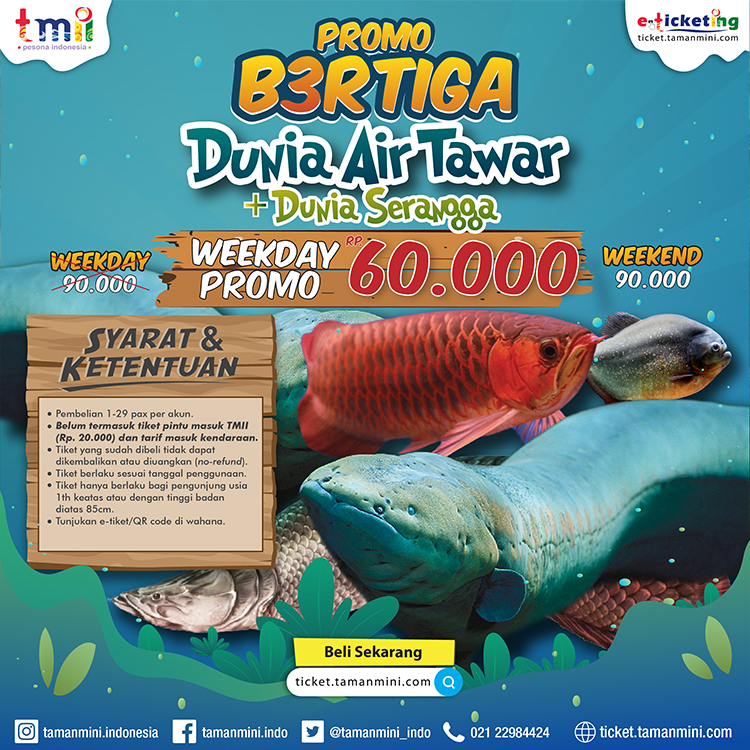 tmii
• pesona indonesia •
e-ticketing
ticket.tamanmini.com
PROMO
B3RTIGA
Dunia Air Tawar
+ Dunia Serangga
WEEKDAY
90.000
WEEKDAY
PROMO
RP
60.000
WEEKEND
90.000
SYARAT &
KETENTUAN
• Pembelian 1-29 pax per akun.
• Belum termasuk tiket pintu masuk TMII
(Rp. 20.000) dan tarif masuk kendaraan.
• Tiket yang sudah dibeli tidak dapat
dikembalikan atau diuangkan (no-refund).
• Tiket berlaku sesuai tanggal penggunaan.
• Tiket hanya berlaku bagi pengunjung usia
1th keatas atau dengan tinggi badan
diatas 85cm.
• Tunjukan e-tiket/QR code di wahana.
Beli Sekarang
ticket.tamanmini.com
tamanmini.indonesia
tamanmini.indo
@tamanmini_indo
021 22984424
ticket.tamanmini.com